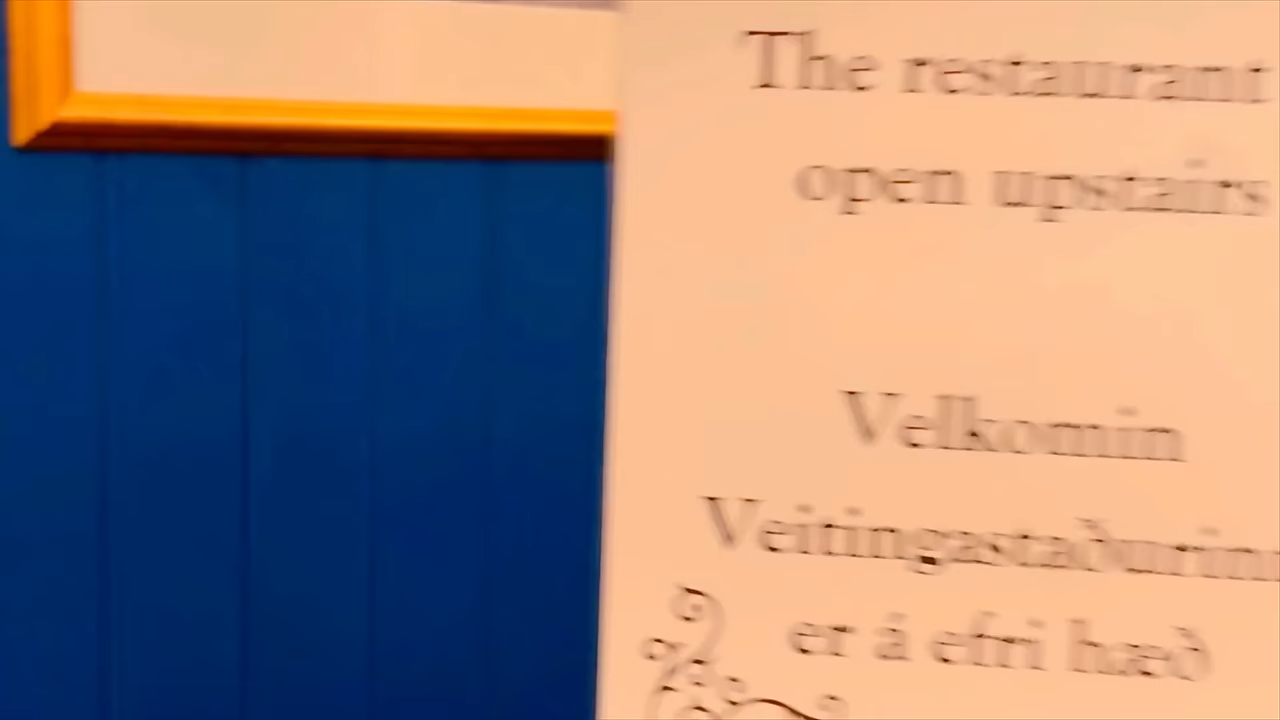 The restaurant
open upstairs
Velkomin
Veitingastaðurinn
er á efri hæð